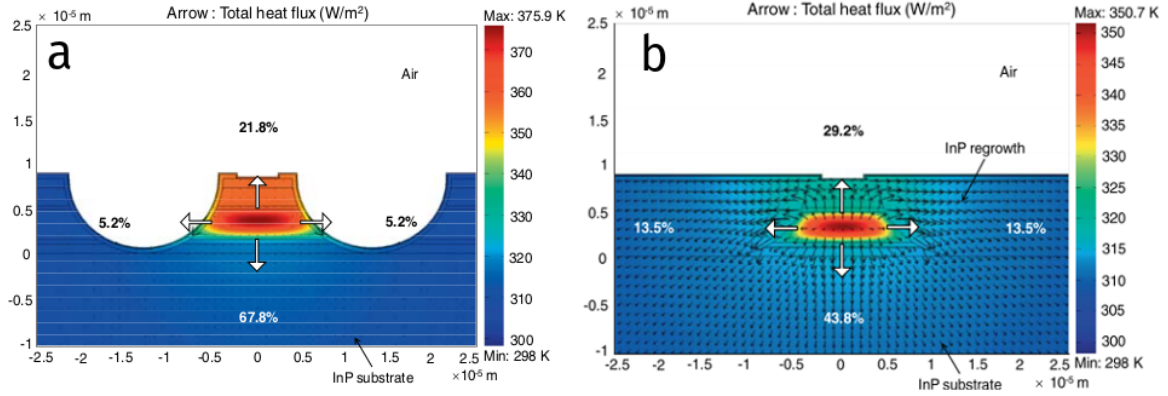 Arrow : Total heat flux (W/m²)
× 10⁻⁵ m
Max: 375.9 K
a
2.5
2
1.5
1
0.5
0
-0.5
-1
Air
21.8%
5.2%
5.2%
67.8%
370
360
350
340
330
320
310
300
Min: 298 K
-2.5 -2 -1.5 -1 -0.5 0 0.5 1 1.5 2 2.5
×10⁻⁵ m
InP substrate
Arrow : Total heat flux (W/m²)
× 10⁻⁵ m
Max: 350.7 K
b
2.5
2
1.5
1
0.5
0
-0.5
-1
Air
29.2%
InP regrowth
13.5%
13.5%
43.8%
350
345
340
335
330
325
320
315
310
305
300
Min: 298 K
-2.5 -2 -1.5 -1 -0.5 0 0.5 1 1.5 2 2.5
× 10⁻⁵ m
InP substrate